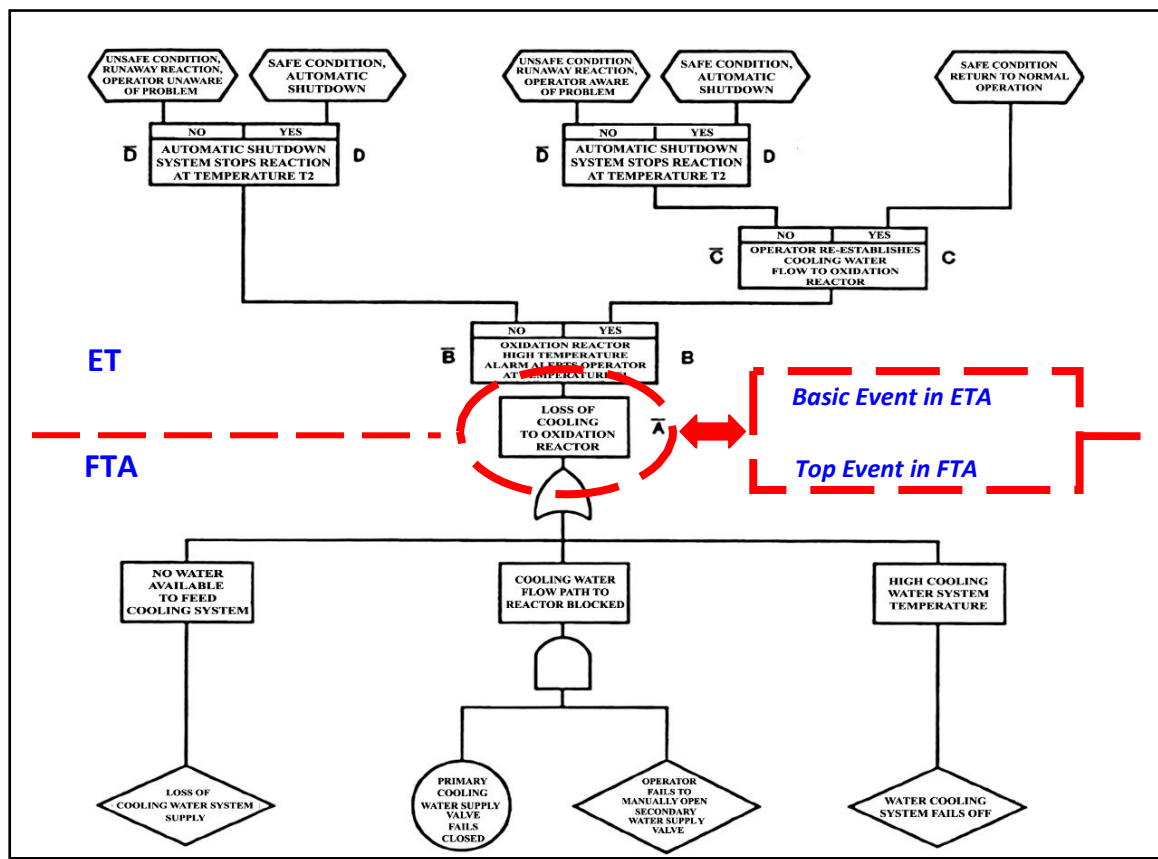 UNSAFE CONDITION,
RUNAWAY REACTION,
OPERATOR UNAWARE
OF PROBLEM
SAFE CONDITION,
AUTOMATIC
SHUTDOWN
UNSAFE CONDITION
RUNAWAY REACTION,
OPERATOR AWARE
OF PROBLEM
SAFE CONDITION,
AUTOMATIC
SHUTDOWN
SAFE CONDITION
RETURN TO NORMAL
OPERATION
NO YES
D̅
AUTOMATIC SHUTDOWN
SYSTEM STOPS REACTION
AT TEMPERATURE T2
D
NO YES
D̅
AUTOMATIC SHUTDOWN
SYSTEM STOPS REACTION
AT TEMPERATURE T2
D
NO YES
C̅
OPERATOR RE-ESTABLISHES
COOLING WATER
FLOW TO OXIDATION
REACTOR
C
NO YES
B̅
OXIDATION REACTOR
HIGH TEMPERATURE
ALARM ALERTS OPERATOR
AT TEMPERATURE
B
ET
LOSS OF
COOLING
TO OXIDATION
REACTOR
A̅
Basic Event in ETA
Top Event in FTA
FTA
NO WATER
AVAILABLE
TO FEED
COOLING SYSTEM
COOLING WATER
FLOW PATH TO
REACTOR BLOCKED
HIGH COOLING
WATER SYSTEM
TEMPERATURE
LOSS OF
COOLING WATER SYSTEM
SUPPLY
PRIMARY
COOLING
WATER SUPPLY
VALVE
FAILS
CLOSED
OPERATOR
FAILS TO
MANUALLY OPEN
SECONDARY
WATER SUPPLY
VALVE
WATER COOLING
SYSTEM FAILS OFF